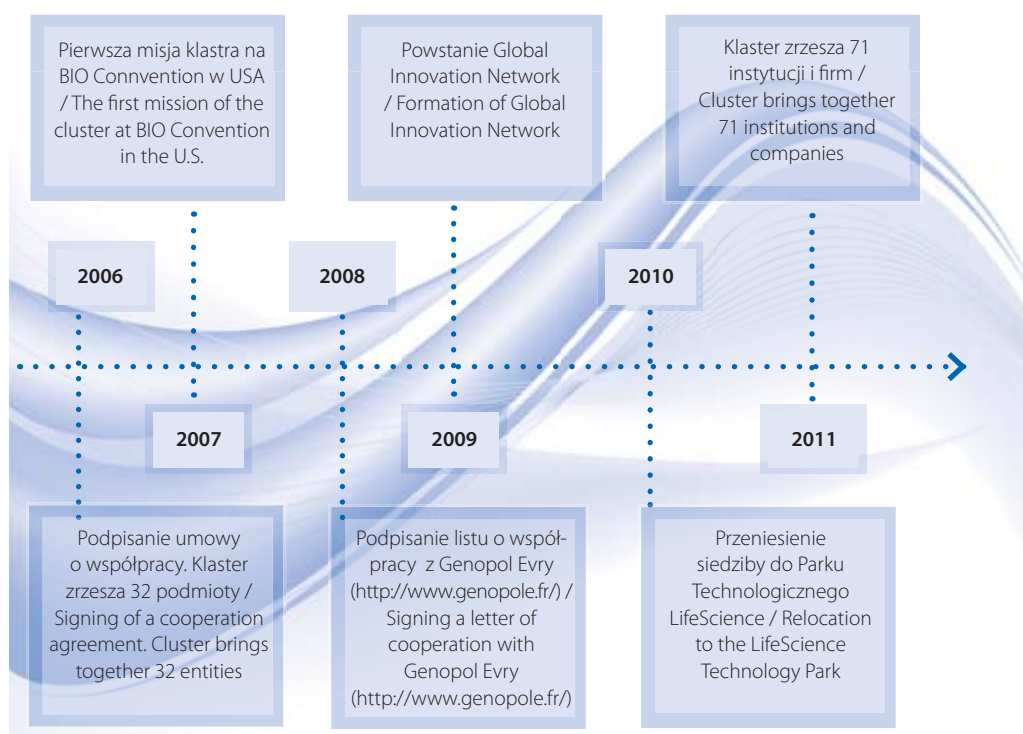 Pierwsza misja klastra na
BIO Connvention w USA
/ The first mission of the
cluster at BIO Convention
in the U.S.
Powstanie Global
Innovation Network
/ Formation of Global
Innovation Network
Klaster zrzesza 71
instytucji i firm /
Cluster brings together
71 institutions and
companies
2006
2008
2010
2007
2009
2011
Podpisanie umowy
o współpracy. Klaster
zrzesza 32 podmioty /
Signing of a cooperation
agreement. Cluster brings
together 32 entities
Podpisanie listu o współ-
pracy z Genopol Evry
(http://www.genopole.fr/) /
Signing a letter of
cooperation with
Genopol Evry
(http://www.genopole.fr/)
Przeniesienie
siedziby do Parku
Technologicznego
LifeScience / Relocation
to the LifeScience
Technology Park